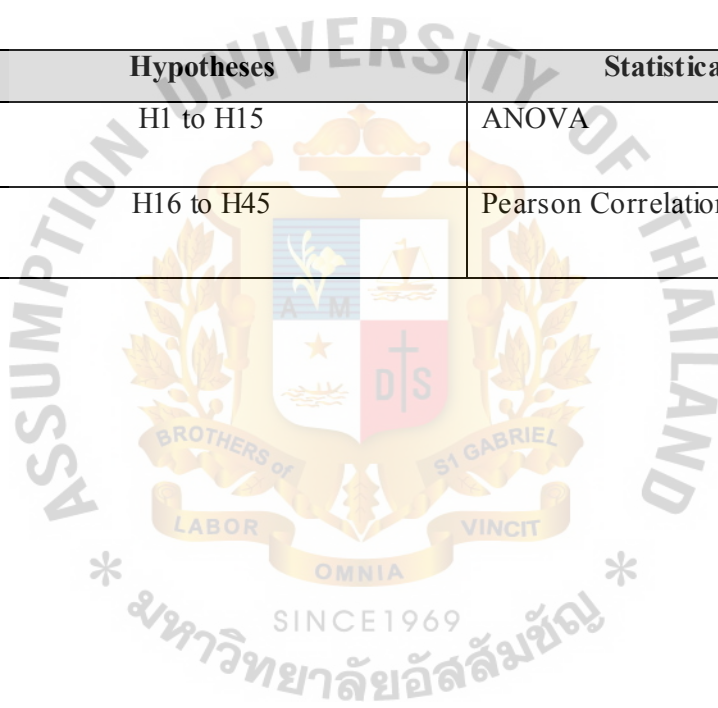 Hypotheses Statistica
H1 to H15 ANOVA
H16 to H45 Pearson Correlation
ASSUMPTION UNIVERSITY OF THAILAND
A M
D S
BROTHERS of ST GABRIEL
LABOR VINCIT
OMNIA
* SINCE1969 *
มหาวิทยาลัยอัสสัมชัญ